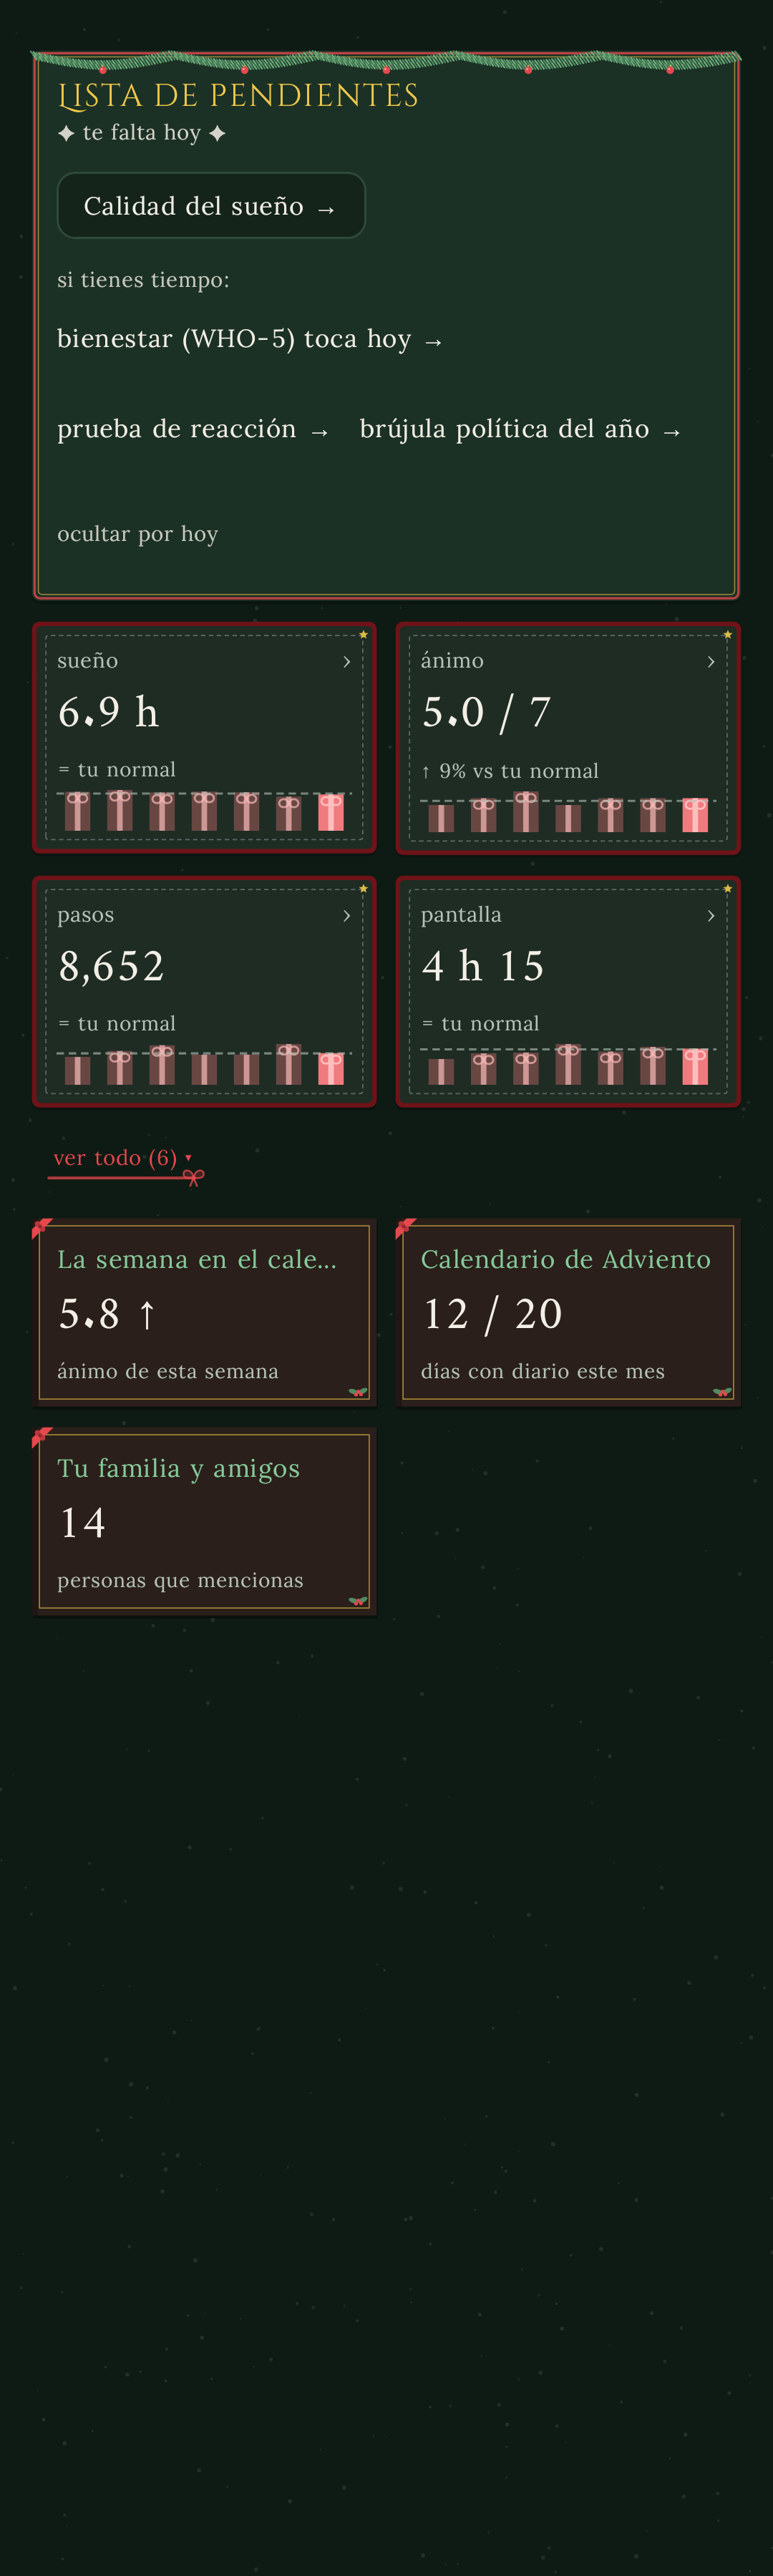 LISTA DE PENDIENTES
✦ te falta hoy ✦
Calidad del sueño →
si tienes tiempo:
bienestar (WHO-5) toca hoy →
prueba de reacción → brújula política del año →
ocultar por hoy
sueño ›
6.9 h
= tu normal
ánimo ›
5.0 / 7
↑ 9% vs tu normal
pasos ›
8,652
= tu normal
pantalla ›
4 h 15
= tu normal
ver todo (6) ▾
La semana en el cale...
5.8 ↑
ánimo de esta semana
Calendario de Adviento
12 / 20
días con diario este mes
Tu familia y amigos
14
personas que mencionas